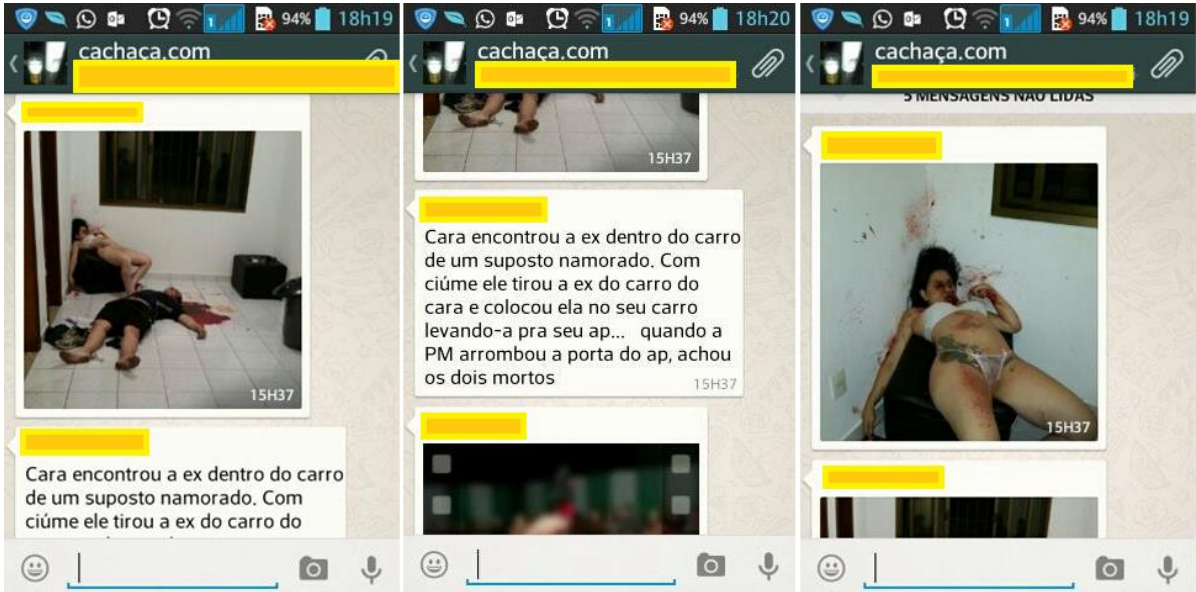 94% 18h19
cachaça.com
15H37
Cara encontrou a ex dentro do carro
de um suposto namorado. Com
ciúme ele tirou a ex do carro do
94% 18h20
cachaça.com
15H37
Cara encontrou a ex dentro do carro
de um suposto namorado. Com
ciúme ele tirou a ex do carro do
cara e colocou ela no seu carro
levando-a pra seu ap... quando a
PM arrombou a porta do ap, achou
os dois mortos
15H37
94% 18h19
cachaça.com
5 MENSAGENS NÃO LIDAS
15H37